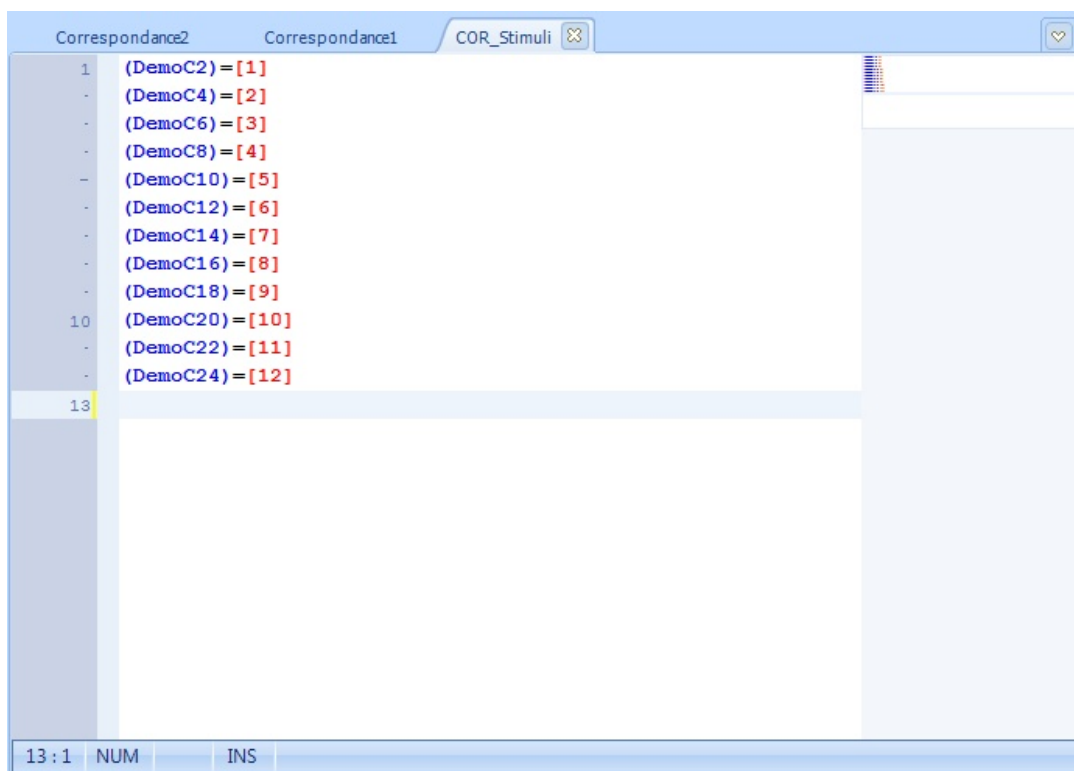 Correspondance2 Correspondance1 COR_Stimuli
1 (DemoC2)=[1]
(DemoC4)=[2]
(DemoC6)=[3]
(DemoC8)=[4]
(DemoC10)=[5]
(DemoC12)=[6]
(DemoC14)=[7]
(DemoC16)=[8]
(DemoC18)=[9]
10 (DemoC20)=[10]
(DemoC22)=[11]
(DemoC24)=[12]
13
13:1 NUM INS